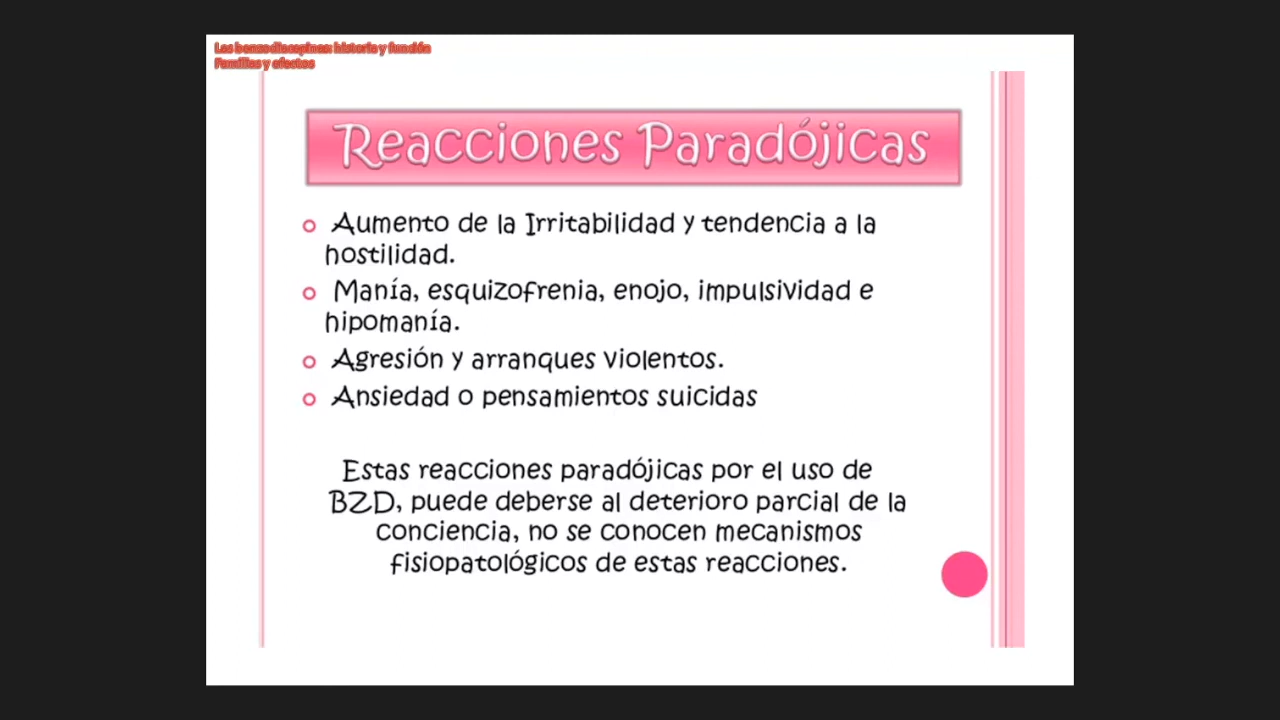 Las benzodiacepinas: historia y función
Familias y efectos
Reacciones Paradójicas
Aumento de la Irritabilidad y tendencia a la
hostilidad.
Manía, esquizofrenia, enojo, impulsividad e
hipomanía.
Agresión y arranques violentos.
Ansiedad o pensamientos suicidas
Estas reacciones paradójicas por el uso de
BZD, puede deberse al deterioro parcial de la
conciencia, no se conocen mecanismos
fisiopatológicos de estas reacciones.